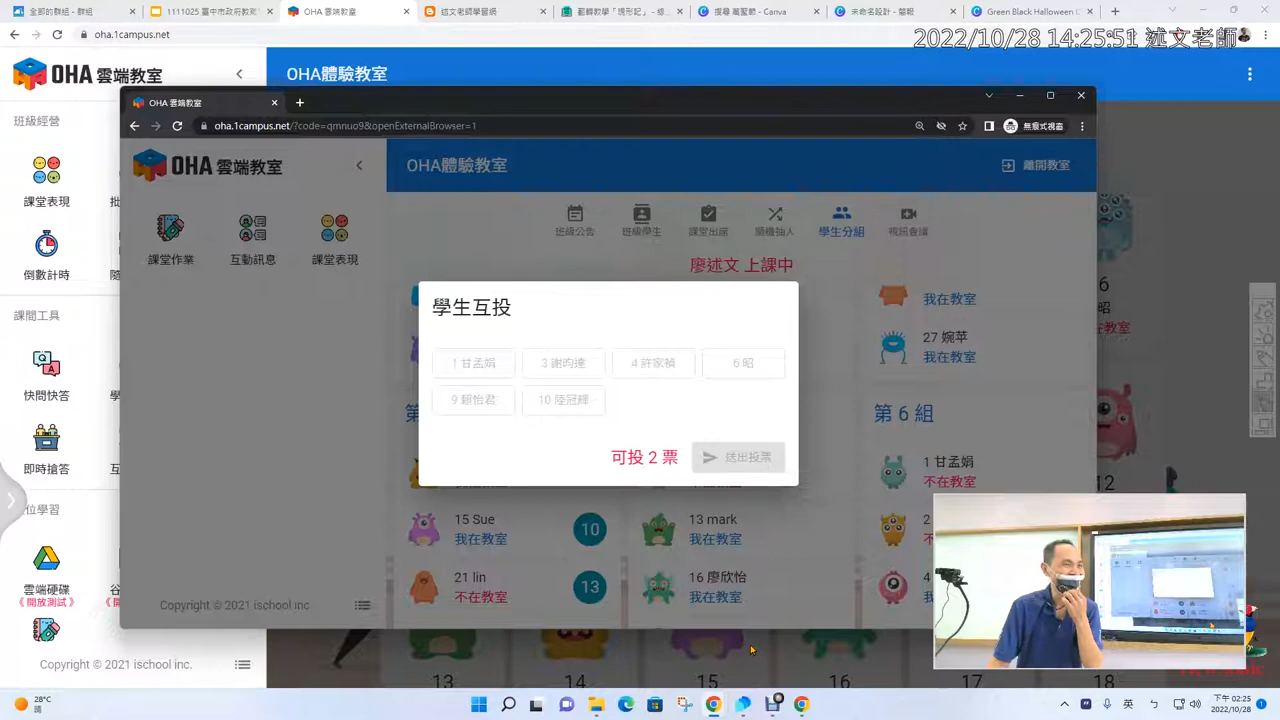 全部的群組 - 群組
1111025 臺中市政府教育
OHA 雲端教室
述文老師學習網
翻轉教學「現形記」 -
搜尋 萬聖節 - Canva
未命名設計 - 簡報
Green Black Halloween
oha.1campus.net
2022/10/28 14:25:51 述文老師
OHA 雲端教室
OHA體驗教室
班級經營
課堂表現
倒數計時
課間工具
快問快答
即時搶答
位學習
雲端硬碟
《 開放測試 》
Copyright © 2021 ischool inc.
OHA 雲端教室
oha.1campus.net/?code=qmnuo9&openExternalBrowser=1
無痕式視窗
OHA 雲端教室
OHA體驗教室
離開教室
課堂作業
互動訊息
課堂表現
班級公告
班級學生
課堂出席
隨機抽人
學生分組
視訊會議
廖述文 上課中
我在教室
27 婉苹
我在教室
學生互投
1 甘孟娟
3 謝昀達
4 許家禎
6 昭
9 賴怡君
10 陸冠輝
可投 2 票
送出投票
第
第 6 組
1 甘孟娟
不在教室
15 Sue
我在教室
10
13 mark
我在教室
21 lin
不在教室
13
16 廖欣怡
我在教室
Copyright © 2021 ischool inc
6
昭
在教室
12
13
14
15
16
17
18
28°C
晴
英
下午 02:25
2022/10/28